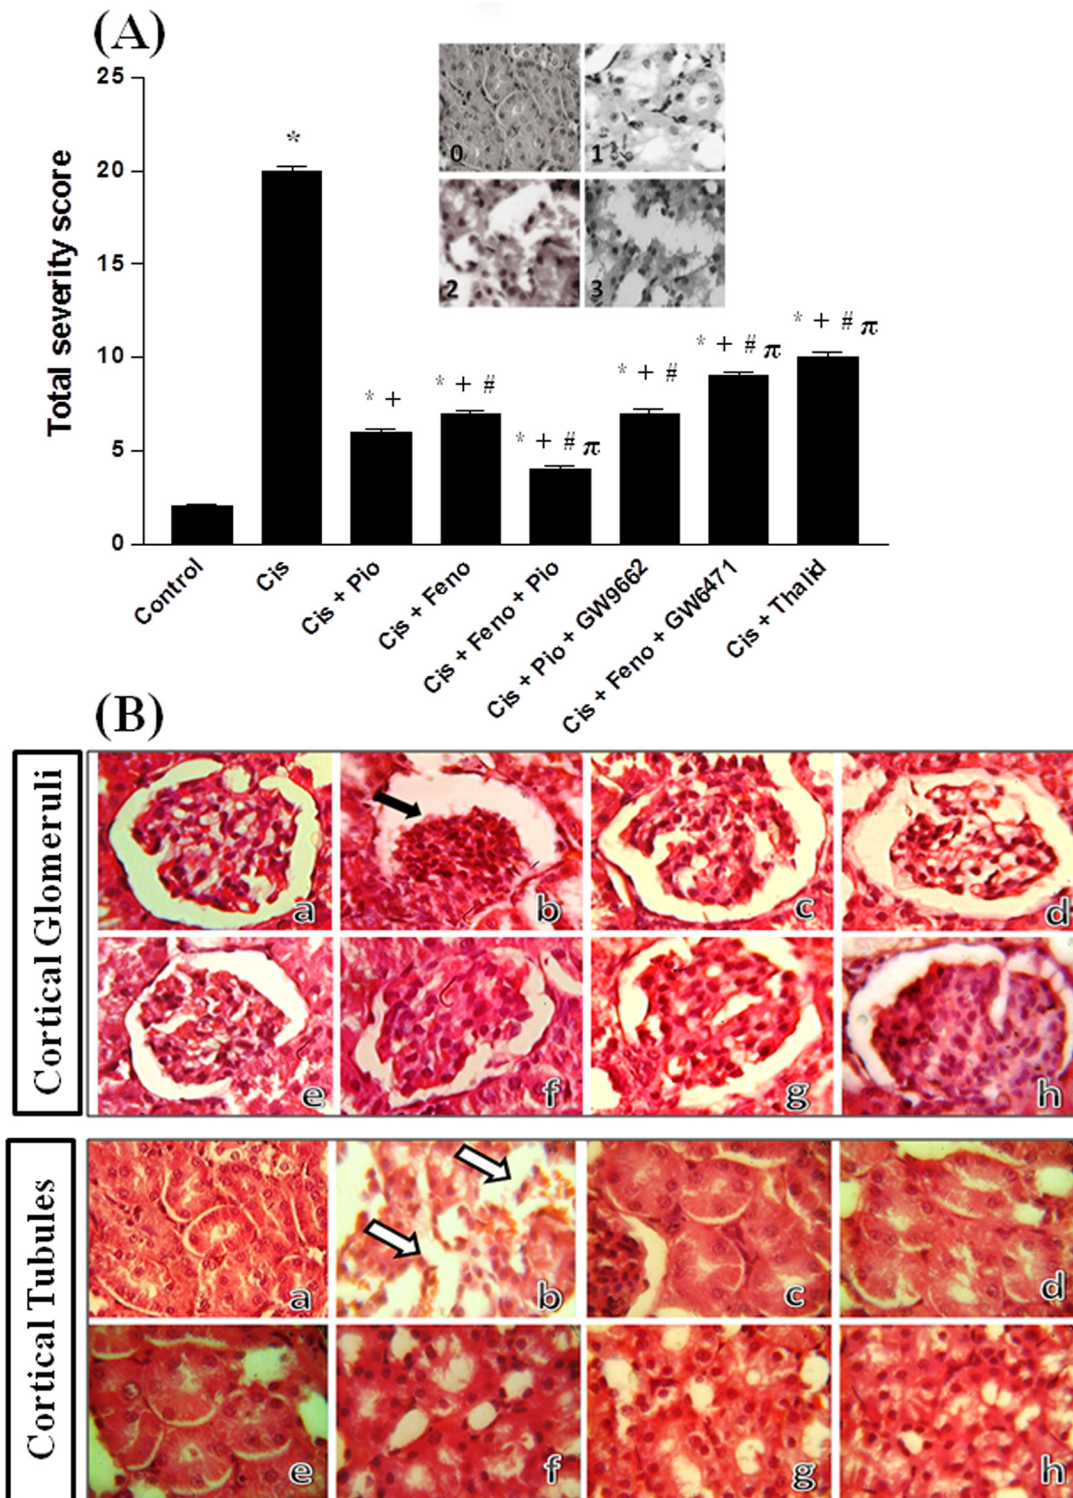 (A)
Total severity score
25
20
15
10
5
0
0
1
2
3
*
* +
* + #
* + # π
* + #
* + # π
* + # π
Control
Cis
Cis + Pio
Cis + Feno
Cis + Feno + Pio
Cis + Pio + GW9662
Cis + Feno + GW6471
Cis + Thalid
(B)
Cortical Glomeruli
a
b
c
d
e
f
g
h
Cortical Tubules
a
b
c
d
e
f
g
h